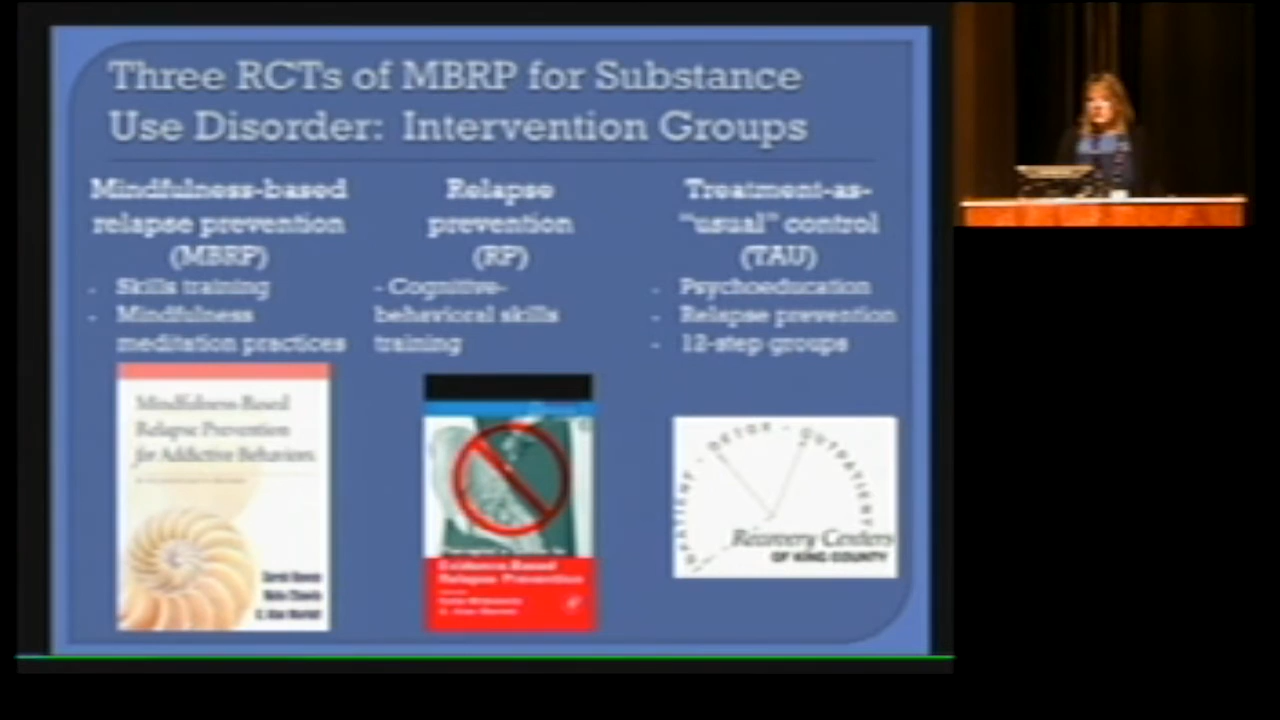 Three RCTs of MBRP for Substance
Use Disorder: Intervention Groups
Mindfulness-based
relapse prevention
(MBRP)
- Skills training
- Mindfulness
meditation practices
Relapse
prevention
(RP)
- Cognitive-
behavioral skills
training
Treatment-as-
"usual" control
(TAU)
- Psychoeducation
- Relapse prevention
- 12-step groups
Mindfulness-Based
Relapse Prevention
for Addictive Behaviors
Evidence-Based
Relapse Prevention
DETOX - OUTPATIENT
Recovery Centers
OF KING COUNTY